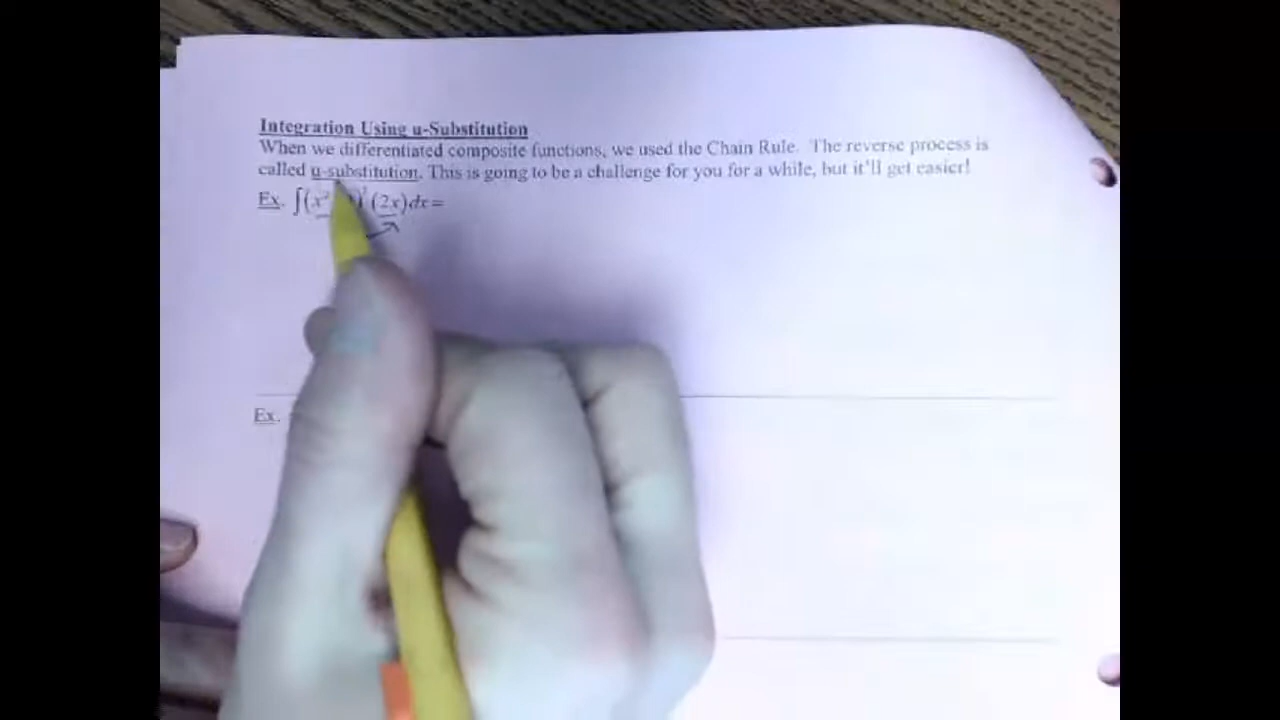 Integration Using u-Substitution
When we differentiated composite functions, we used the Chain Rule. The reverse process is
called u-substitution. This is going to be a challenge for you for a while, but it'll get easier!
Ex. ∫(x² (2x)dx=
Ex.